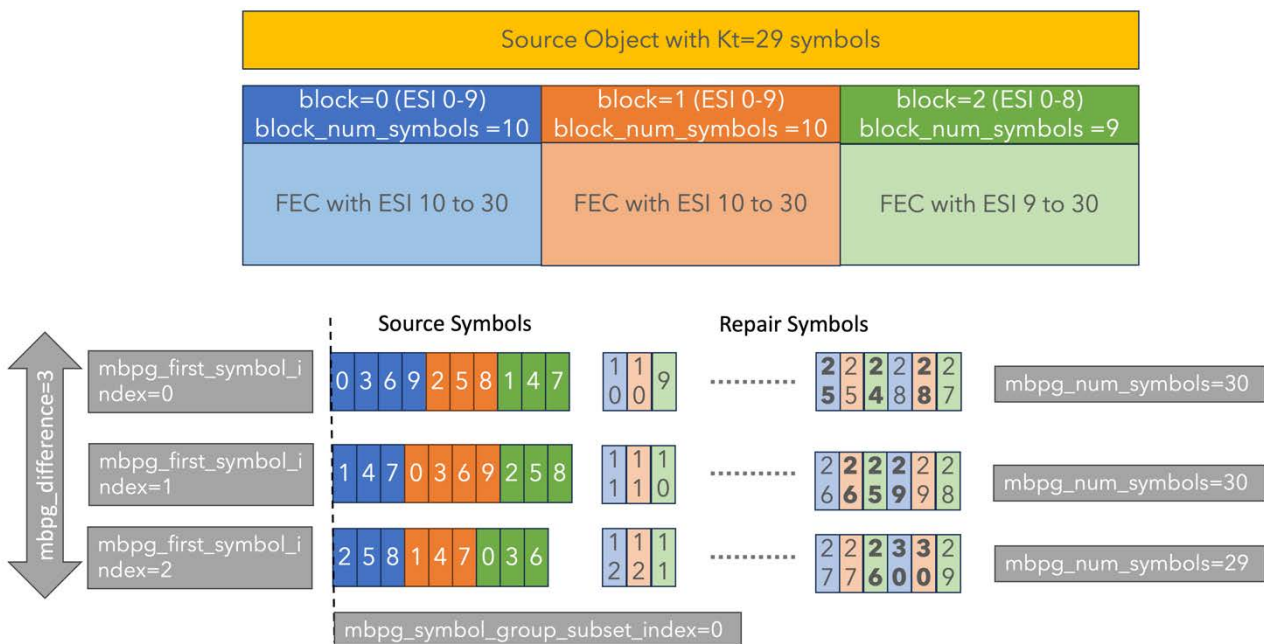 Source Object with Kt=29 symbols
block=0 (ESI 0-9)
block_num_symbols =10
block=1 (ESI 0-9)
block_num_symbols =10
block=2 (ESI 0-8)
block_num_symbols =9
FEC with ESI 10 to 30
FEC with ESI 10 to 30
FEC with ESI 9 to 30
Source Symbols
Repair Symbols
mbpg_difference=3
mbpg_first_symbol_i
ndex=0
0 3 6 9 2 5 8 1 4 7
1 1 9
0 0
2 2 2 2 2 2
5 5 4 8 8 7
mbpg_num_symbols=30
mbpg_first_symbol_i
ndex=1
1 4 7 0 3 6 9 2 5 8
1 1 1
1 1 0
2 2 2 2 2 2
6 6 5 9 9 8
mbpg_num_symbols=30
mbpg_first_symbol_i
ndex=2
2 5 8 1 4 7 0 3 6
1 1 1
2 2 1
2 2 2 3 3 2
7 7 6 0 0 9
mbpg_num_symbols=29
mbpg_symbol_group_subset_index=0